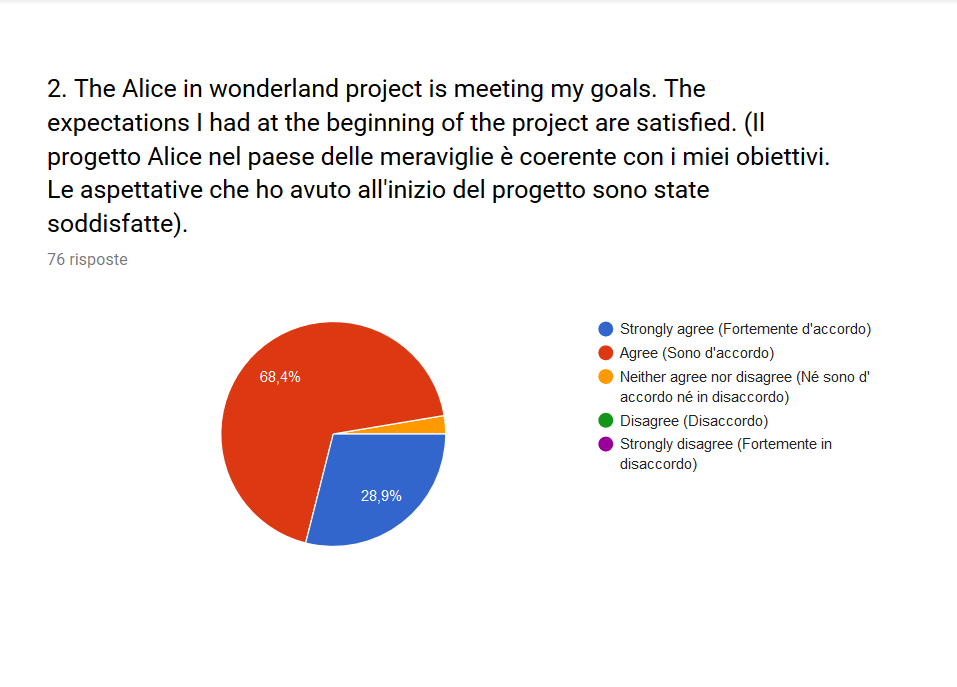 2. The Alice in wonderland project is meeting my goals. The
expectations I had at the beginning of the project are satisfied. (Il
progetto Alice nel paese delle meraviglie è coerente con i miei obiettivi.
Le aspettative che ho avuto all'inizio del progetto sono state
soddisfatte).
76 risposte
68,4%
28,9%
Strongly agree (Fortemente d'accordo)
Agree (Sono d'accordo)
Neither agree nor disagree (Né sono d'
accordo né in disaccordo)
Disagree (Disaccordo)
Strongly disagree (Fortemente in
disaccordo)